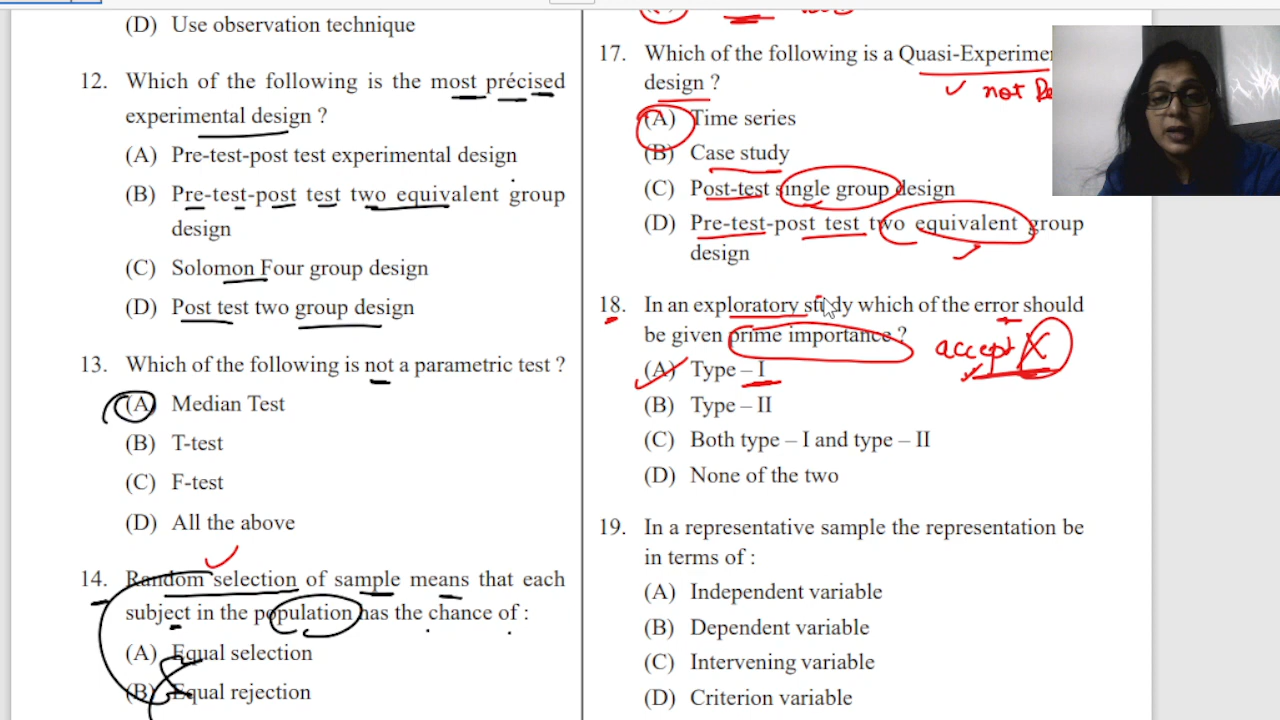 (D) Use observation technique
12. Which of the following is the most précised
experimental design ?
(A) Pre-test-post test experimental design
(B) Pre-test-post test two equivalent group
design
(C) Solomon Four group design
(D) Post test two group design
13. Which of the following is not a parametric test ?
(A) Median Test
(B) T-test
(C) F-test
(D) All the above
14. Random selection of sample means that each
subject in the population has the chance of :
(A) Equal selection
(B) Equal rejection
17. Which of the following is a Quasi-Experime
design ?
not
(A) Time series
(B) Case study
(C) Post-test single group design
(D) Pre-test-post test two equivalent group
design
18. In an exploratory study which of the error should
be given prime importance ?
accept
(A) Type – I
(B) Type – II
(C) Both type – I and type – II
(D) None of the two
19. In a representative sample the representation be
in terms of :
(A) Independent variable
(B) Dependent variable
(C) Intervening variable
(D) Criterion variable